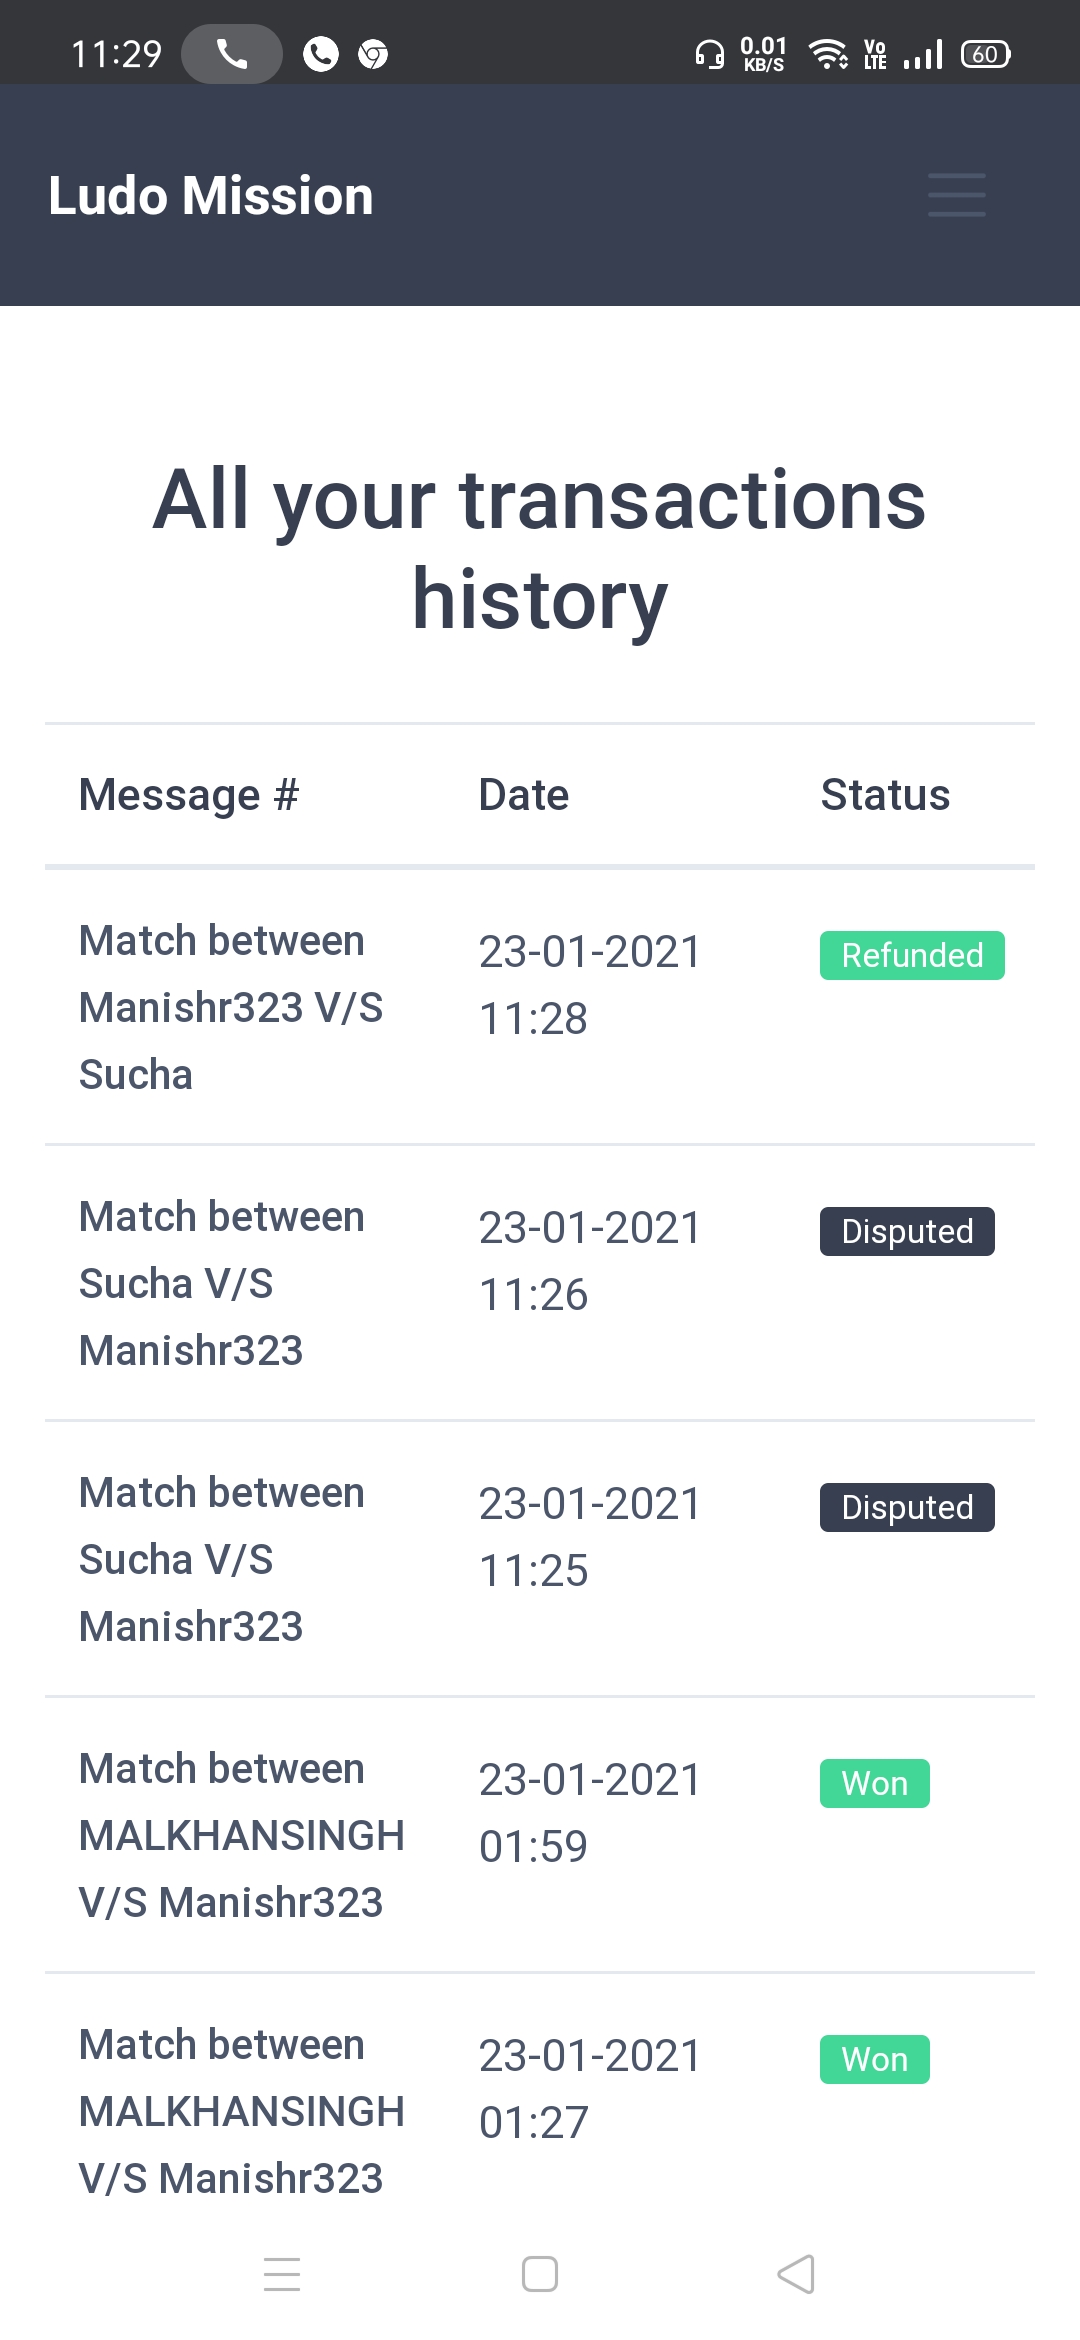 11:29
0.01
KB/S
Vo
LTE
60
Ludo Mission
All your transactions
history
Message # Date Status
Match between
Manishr323 V/S
Sucha
23-01-2021
11:28
Refunded
Match between
Sucha V/S
Manishr323
23-01-2021
11:26
Disputed
Match between
Sucha V/S
Manishr323
23-01-2021
11:25
Disputed
Match between
MALKHANSINGH
V/S Manishr323
23-01-2021
01:59
Won
Match between
MALKHANSINGH
V/S Manishr323
23-01-2021
01:27
Won